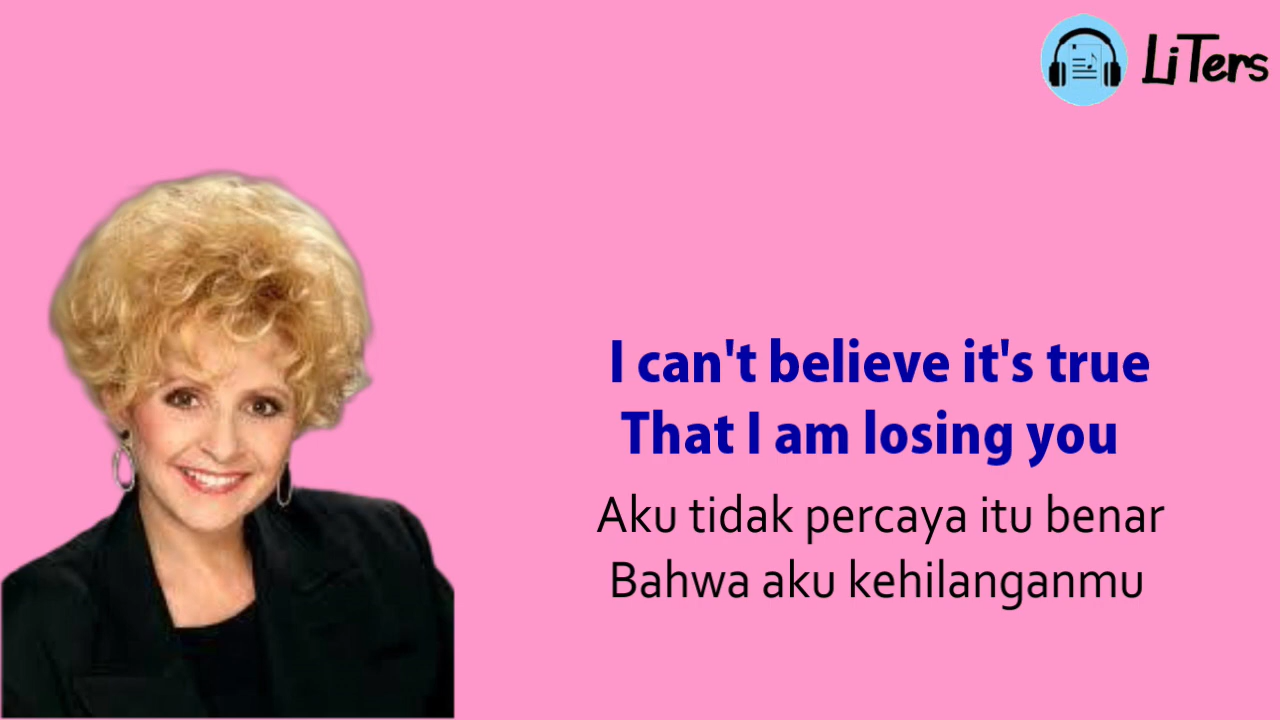 LiTers
I can't believe it's true
That I am losing you
Aku tidak percaya itu benar
Bahwa aku kehilanganmu